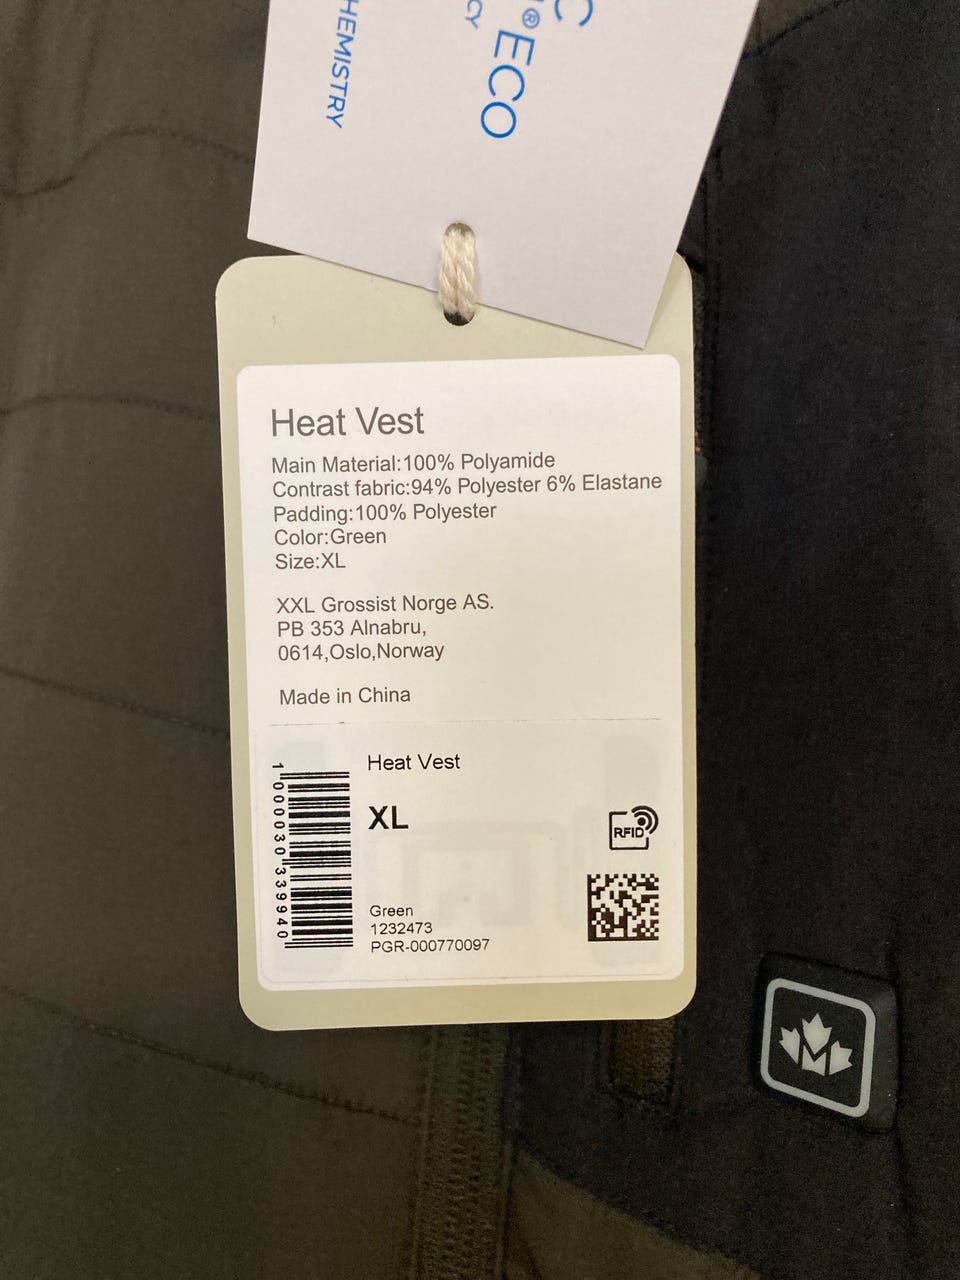 HEMISTRY
CY
® ECO
C
Heat Vest
Main Material:100% Polyamide
Contrast fabric:94% Polyester 6% Elastane
Padding:100% Polyester
Color:Green
Size:XL
XXL Grossist Norge AS.
PB 353 Alnabru,
0614,Oslo,Norway
Made in China
Heat Vest
XL
RFID
1000030339940
Green
1232473
PGR-000770097